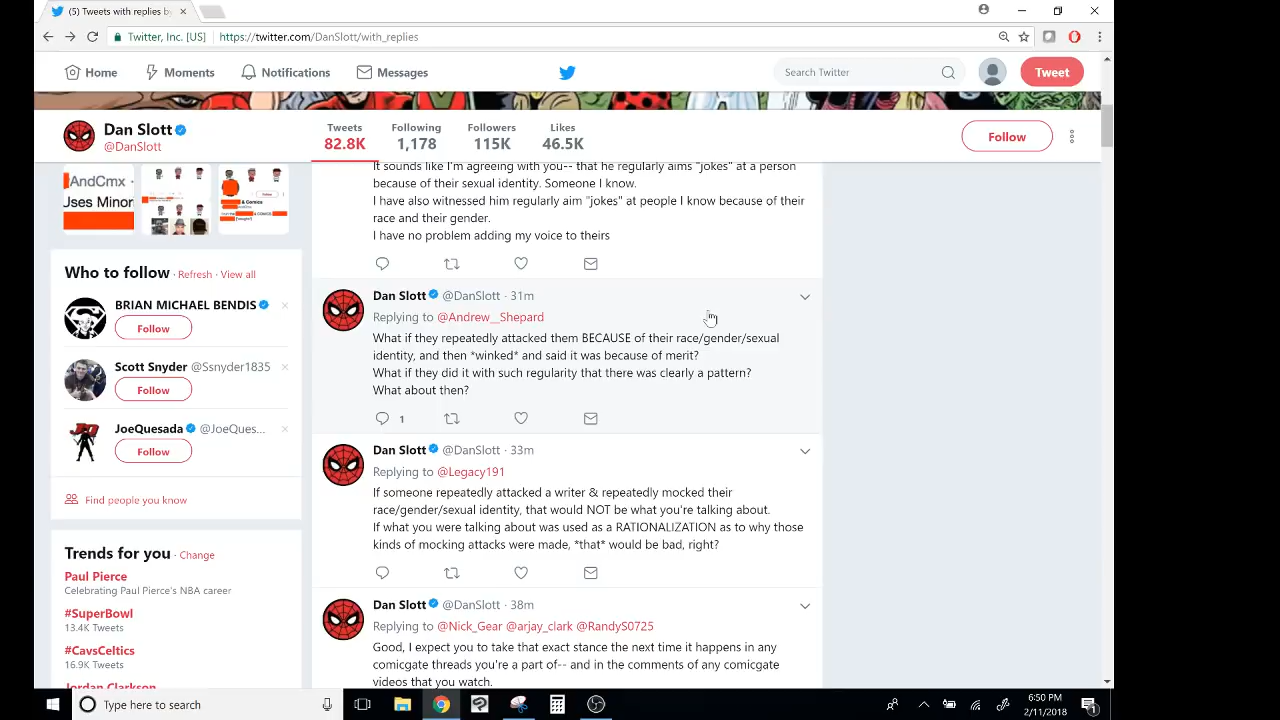 (5) Tweets with replies by
Twitter, Inc. [US]
https://twitter.com/DanSlott/with_replies
Home
Moments
Notifications
Messages
Search Twitter
Tweet
Dan Slott
@DanSlott
Tweets
82.8K
Following
1,178
Followers
115K
Likes
46.5K
Follow
AndCmx
Uses Minor
& Comics
Who to follow · Refresh · View all
BRIAN MICHAEL BENDIS
Follow
Scott Snyder @Ssnyder1835
Follow
JoeQuesada @JoeQues...
Follow
Find people you know
Trends for you · Change
Paul Pierce
Celebrating Paul Pierce's NBA career
#SuperBowl
13.4K Tweets
#CavsCeltics
16.9K Tweets
Jordan Clarkson
It sounds like I'm agreeing with you-- that he regularly aims "jokes" at a person
because of their sexual identity. Someone I know.
I have also witnessed him regularly aim "jokes" at people I know because of their
race and their gender.
I have no problem adding my voice to theirs
Dan Slott @DanSlott · 31m
Replying to @Andrew__Shepard
What if they repeatedly attacked them BECAUSE of their race/gender/sexual
identity, and then *winked* and said it was because of merit?
What if they did it with such regularity that there was clearly a pattern?
What about then?
1
Dan Slott @DanSlott · 33m
Replying to @Legacy191
If someone repeatedly attacked a writer & repeatedly mocked their
race/gender/sexual identity, that would NOT be what you're talking about.
If what you were talking about was used as a RATIONALIZATION as to why those
kinds of mocking attacks were made, *that* would be bad, right?
Dan Slott @DanSlott · 38m
Replying to @Nick_Gear @arjay_clark @RandyS0725
Good, I expect you to take that exact stance the next time it happens in any
comicgate threads you're a part of-- and in the comments of any comicgate
videos that you watch.
Type here to search
6:50 PM
2/11/2018
1